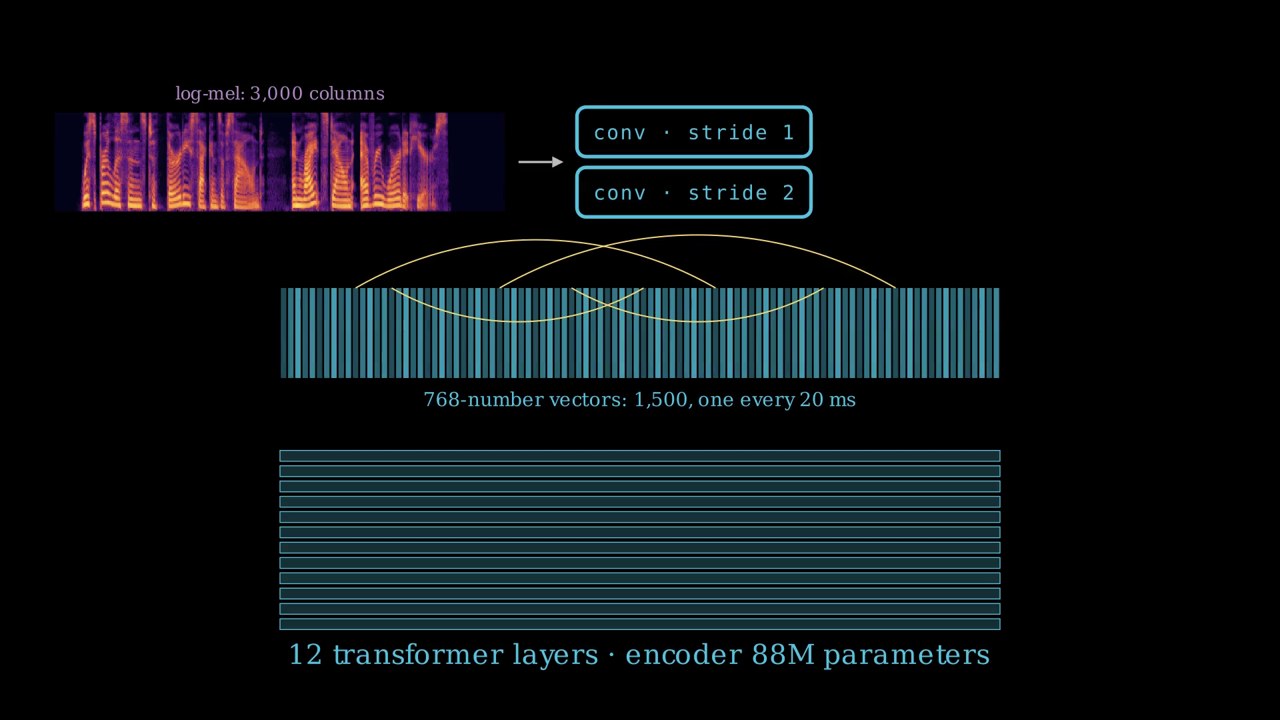 log-mel: 3,000 columns
conv · stride 1
conv · stride 2
768-number vectors: 1,500, one every 20 ms
12 transformer layers · encoder 88M parameters